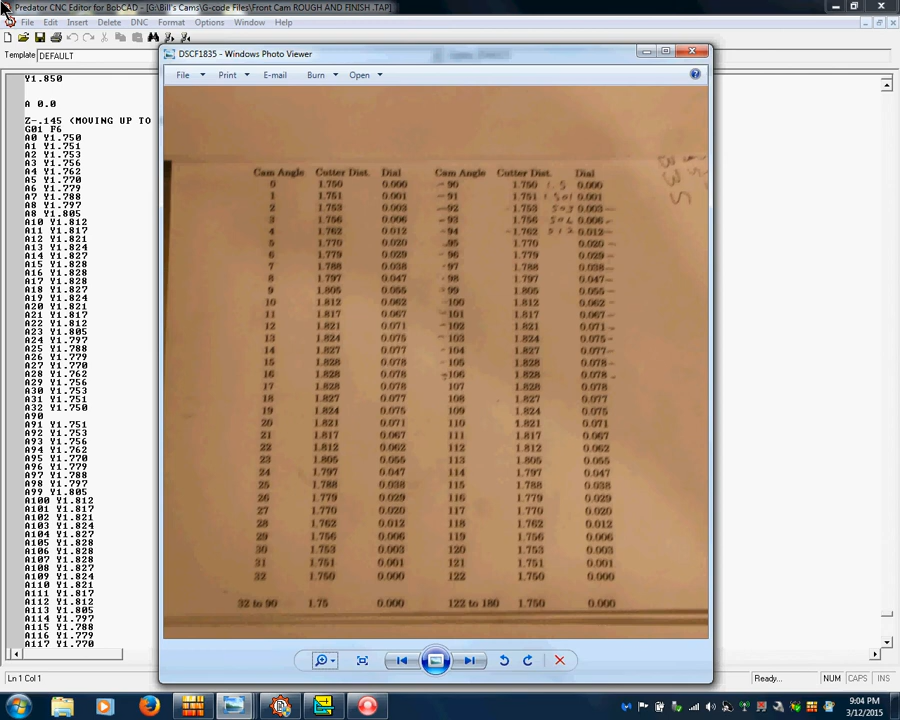 Predator CNC Editor for BobCAD - [G:\Bill's Cams\G-code Files\Front Cam ROUGH AND FINISH .TAP]
File Edit Insert Delete DNC Format Options Window Help
Template DEFAULT
Y1.850
A 0.0
Z-.145 (MOVING UP TO
G01 F6
A0 Y1.750
A1 Y1.751
A2 Y1.753
A3 Y1.756
A4 Y1.762
A5 Y1.770
A6 Y1.779
A7 Y1.788
A8 Y1.797
A8 Y1.805
A10 Y1.812
A11 Y1.817
A12 Y1.821
A13 Y1.824
A14 Y1.827
A15 Y1.828
A16 Y1.828
A17 Y1.828
A18 Y1.827
A19 Y1.824
A20 Y1.821
A21 Y1.817
A22 Y1.812
A23 Y1.805
A24 Y1.797
A25 Y1.788
A26 Y1.779
A27 Y1.770
A28 Y1.762
A29 Y1.756
A30 Y1.753
A31 Y1.751
A32 Y1.750
A90
A91 Y1.751
A92 Y1.753
A93 Y1.756
A94 Y1.762
A95 Y1.770
A96 Y1.779
A97 Y1.788
A98 Y1.797
A99 Y1.805
A100 Y1.812
A101 Y1.817
A102 Y1.821
A103 Y1.824
A104 Y1.827
A105 Y1.828
A106 Y1.828
A107 Y1.828
A108 Y1.827
A109 Y1.824
A110 Y1.821
A111 Y1.817
A112 Y1.812
A113 Y1.805
A114 Y1.797
A115 Y1.788
A116 Y1.779
A117 Y1.770
DSCF1835 - Windows Photo Viewer
File Print E-mail Burn Open
Cam Angle Cutter Dist. Dial Cam Angle Cutter Dist. Dial
0 1.750 0.000 90 1.750 1.5 0.000
1 1.751 0.001 91 1.751 1.501 0.001
2 1.753 0.003 92 1.753 503 0.003
3 1.756 0.006 93 1.756 506 0.006
4 1.762 0.012 94 1.762 512 0.012
5 1.770 0.020 95 1.770 0.020
6 1.779 0.029 96 1.779 0.029
7 1.788 0.038 97 1.788 0.038
8 1.797 0.047 98 1.797 0.047
9 1.805 0.055 99 1.805 0.055
10 1.812 0.062 100 1.812 0.062
11 1.817 0.067 101 1.817 0.067
12 1.821 0.071 102 1.821 0.071
13 1.824 0.075 103 1.824 0.075
14 1.827 0.077 104 1.827 0.077
15 1.828 0.078 105 1.828 0.078
16 1.828 0.078 106 1.828 0.078
17 1.828 0.078 107 1.828 0.078
18 1.827 0.077 108 1.827 0.077
19 1.824 0.075 109 1.824 0.075
20 1.821 0.071 110 1.821 0.071
21 1.817 0.067 111 1.817 0.067
22 1.812 0.062 112 1.812 0.062
23 1.805 0.055 113 1.805 0.055
24 1.797 0.047 114 1.797 0.047
25 1.788 0.038 115 1.788 0.038
26 1.779 0.029 116 1.779 0.029
27 1.770 0.020 117 1.770 0.020
28 1.762 0.012 118 1.762 0.012
29 1.756 0.006 119 1.756 0.006
30 1.753 0.003 120 1.753 0.003
31 1.751 0.001 121 1.751 0.001
32 1.750 0.000 122 1.750 0.000
32 to 90 1.75 0.000 122 to 180 1.750 0.000
Ln 1 Col 1 Ready... NUM CAPS INS
9:04 PM
3/12/2015